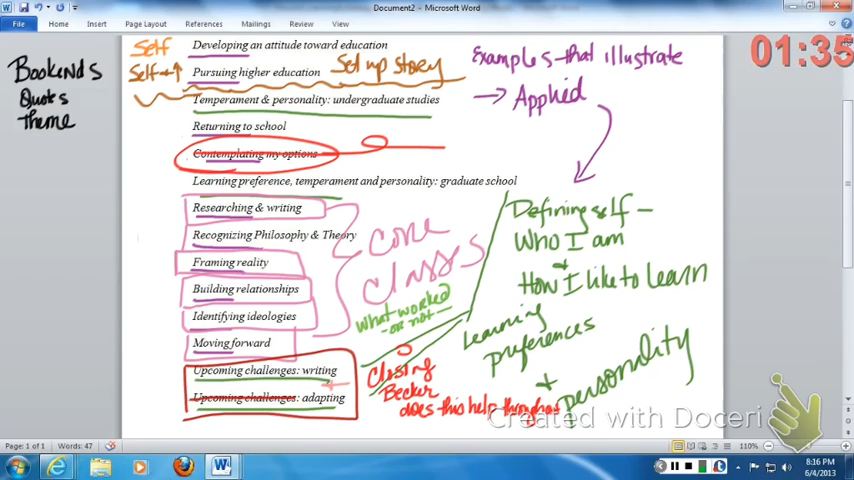 Document2 - Microsoft Word
File
Home
Insert
Page Layout
References
Mailings
Review
View
01:35
Bookends
Quotes
Theme
Self
Developing an attitude toward education
Self
Pursuing higher education
Set up story
Temperament & personality: undergraduate studies
Returning to school
Contemplating my options
Learning preference, temperament and personality: graduate school
Researching & writing
Recognizing Philosophy & Theory
Framing reality
Building relationships
Identifying ideologies
Moving forward
Upcoming challenges: writing
Upcoming challenges: adapting
Examples that illustrate
→ Applied
Core
Classes
what worked
- or not -
Defining self -
Who I am
+
How I like to learn
Learning
preferences
+
personality
Closing
Becker
does this help
Created with Doceri
Page: 1 of 1
Words: 47
110%
8:16 PM
6/4/2013